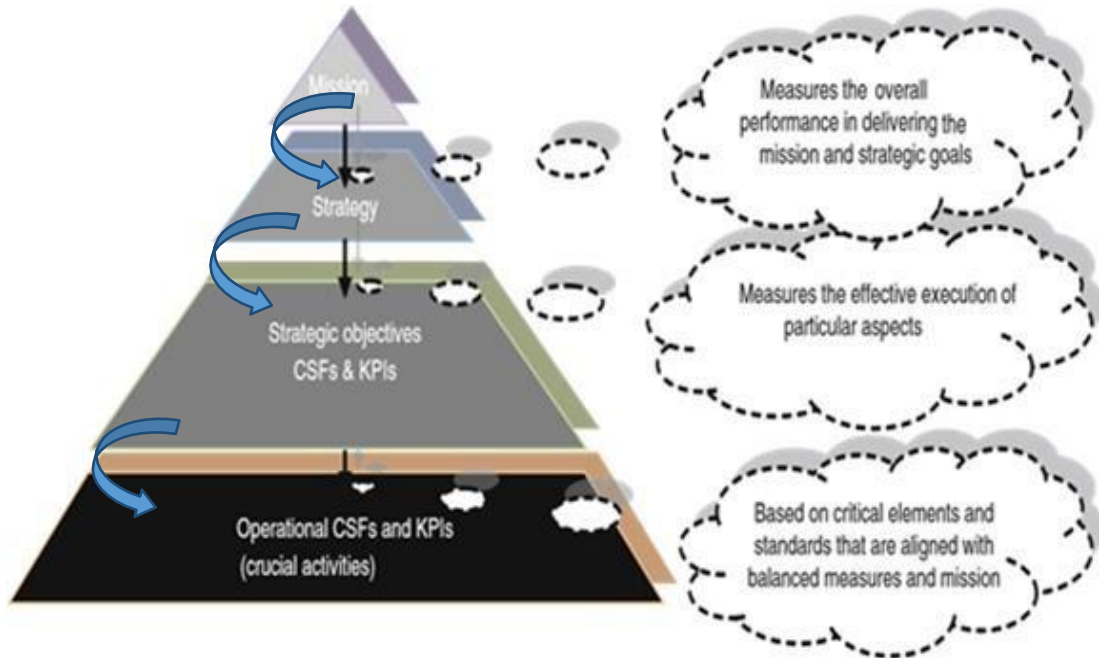 Mission
Strategy
Strategic objectives
CSFs & KPIs
Operational CSFs and KPIs
(crucial activities)
Measures the overall
performance in delivering the
mission and strategic goals
Measures the effective execution of
particular aspects
Based on critical elements and
standards that are aligned with
balanced measures and mission